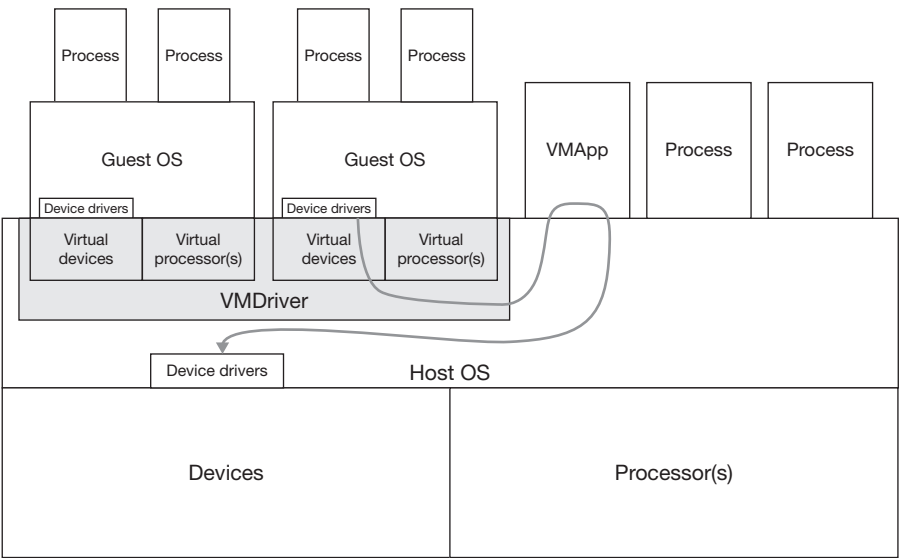 Process
Process
Process
Process
Guest OS
Guest OS
VMApp
Process
Process
Device drivers
Device drivers
Virtual
devices
Virtual
processor(s)
Virtual
devices
Virtual
processor(s)
VMDriver
Device drivers
Host OS
Devices
Processor(s)